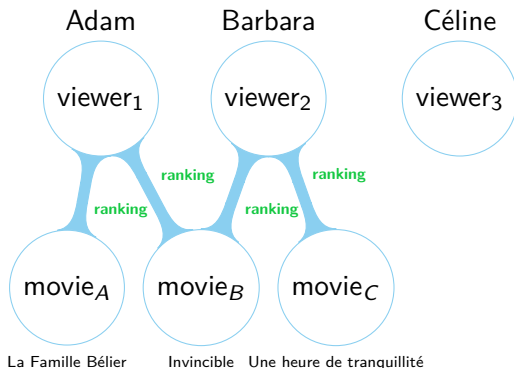 Adam Barbara Céline
viewer1 viewer2 viewer3
ranking ranking
ranking ranking
movieA movieB movieC
La Famille Bélier Invincible Une heure de tranquillité